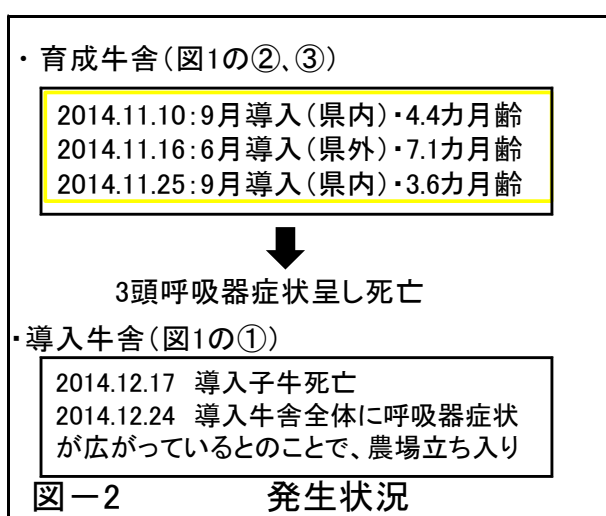 ・育成牛舎(図1の②、③)
2014.11.10:9月導入(県内)・4.4カ月齢
2014.11.16:6月導入(県外)・7.1カ月齢
2014.11.25:9月導入(県内)・3.6カ月齢
3頭呼吸器症状呈し死亡
・導入牛舎(図1の①)
2014.12.17 導入子牛死亡
2014.12.24 導入牛舎全体に呼吸器症状
が広がっているとのことで、農場立ち入り
図-2 発生状況